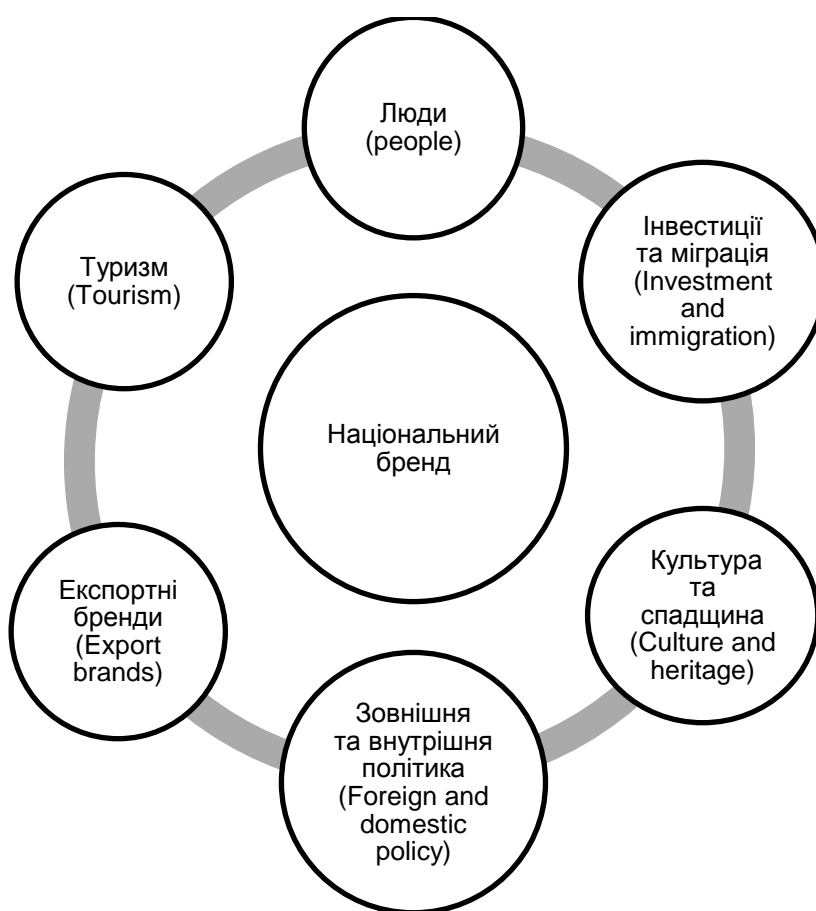 Люди
(people)
Інвестиції
та міграція
(Investment
and
immigration)
Культура
та
спадщина
(Culture and
heritage)
Зовнішня
та внутрішня
політика
(Foreign and
domestic
policy)
Експортні
бренди
(Export
brands)
Туризм
(Tourism)
Національний
бренд